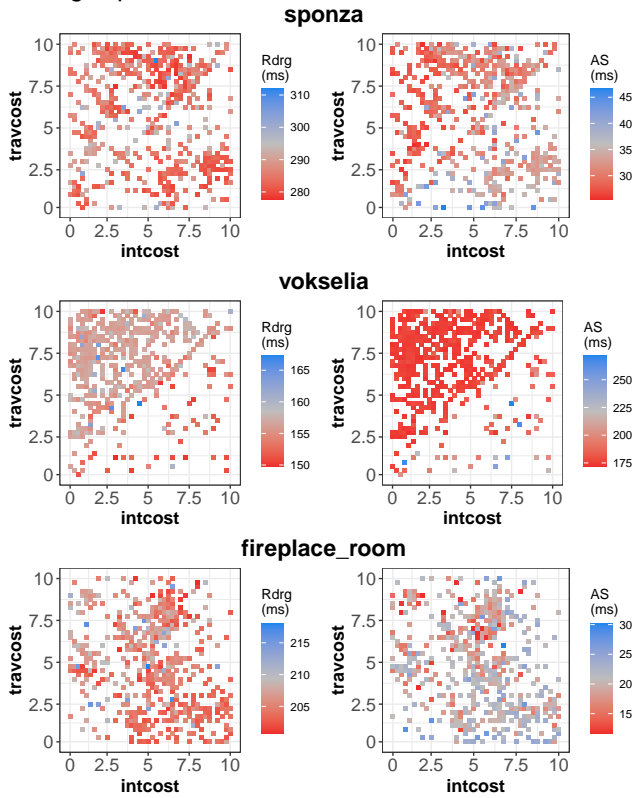 sponza
travcost
10
7.5
5
2.5
0
0 2.5 5 7.5 10
intcost
Rdrg
(ms)
310
300
290
280
travcost
10
7.5
5
2.5
0
0 2.5 5 7.5 10
intcost
AS
(ms)
45
40
35
30
vokselia
travcost
10
7.5
5
2.5
0
0 2.5 5 7.5 10
intcost
Rdrg
(ms)
165
160
155
150
travcost
10
7.5
5
2.5
0
0 2.5 5 7.5 10
intcost
AS
(ms)
250
225
200
175
fireplace_room
travcost
10
7.5
5
2.5
0
0 2.5 5 7.5 10
intcost
Rdrg
(ms)
215
210
205
travcost
10
7.5
5
2.5
0
0 2.5 5 7.5 10
intcost
AS
(ms)
30
25
20
15